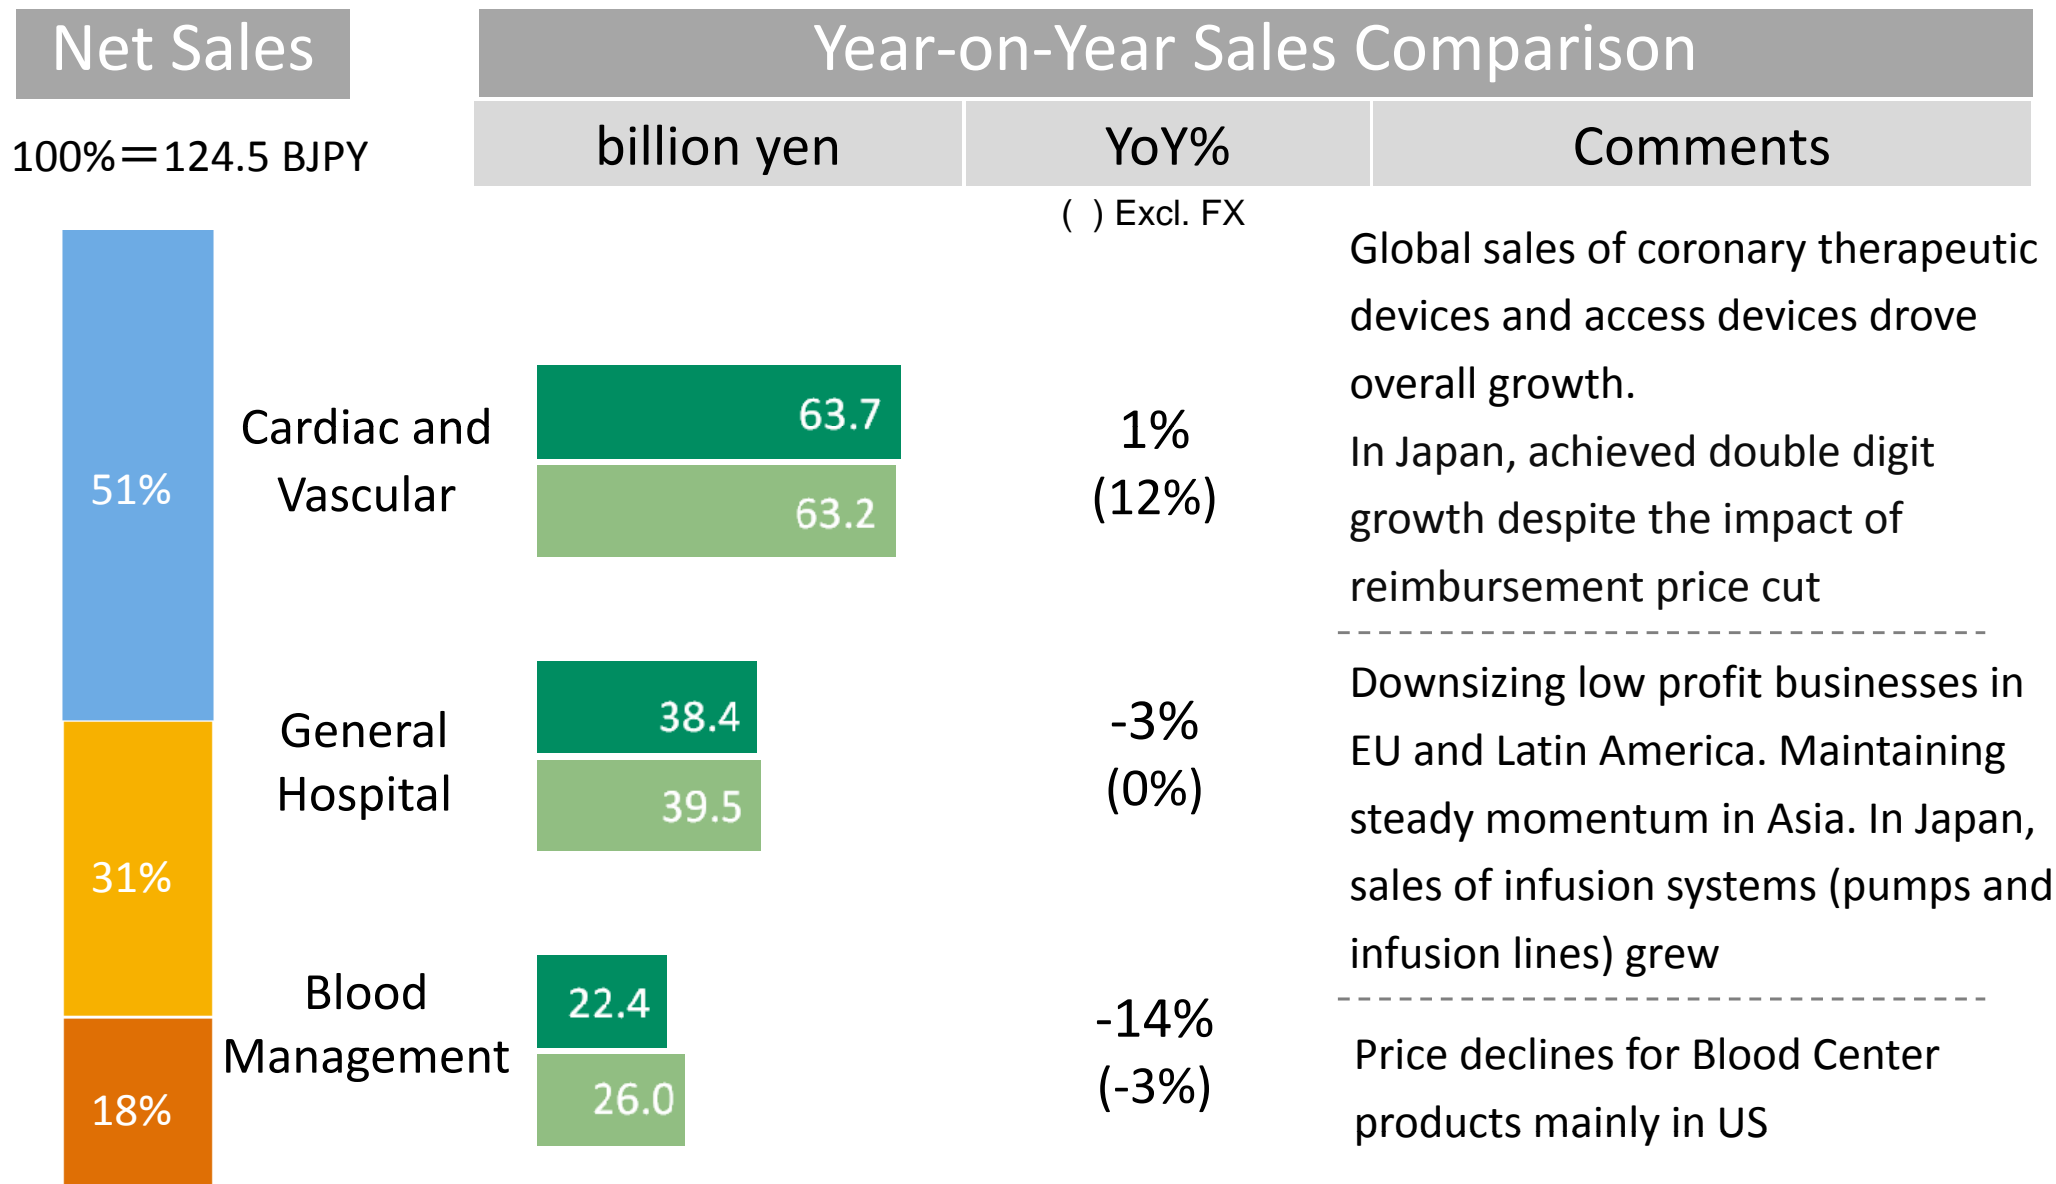 Net Sales
Year-on-Year Sales Comparison
100%＝124.5 BJPY
billion yen
YoY%
Comments
( ) Excl. FX
51%
31%
18%
Cardiac and
Vascular
63.7
63.2
1%
(12%)
Global sales of coronary therapeutic
devices and access devices drove
overall growth.
In Japan, achieved double digit
growth despite the impact of
reimbursement price cut
General
Hospital
38.4
39.5
-3%
(0%)
Downsizing low profit businesses in
EU and Latin America. Maintaining
steady momentum in Asia. In Japan,
sales of infusion systems (pumps and
infusion lines) grew
Blood
Management
22.4
26.0
-14%
(-3%)
Price declines for Blood Center
products mainly in US